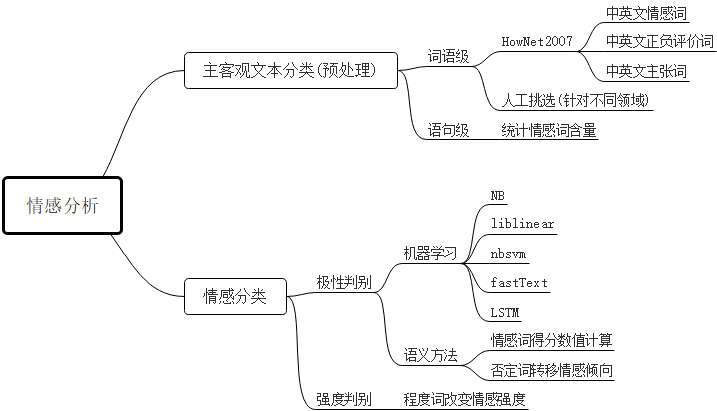 情感分析
主客观文本分类(预处理)
词语级
HowNet2007
中英文情感词
中英文正负评价词
中英文主张词
人工挑选(针对不同领域)
语句级
统计情感词含量
情感分类
极性判别
机器学习
NB
liblinear
nbsvm
fastText
LSTM
语义方法
情感词得分数值计算
否定词转移情感倾向
强度判别
程度词改变情感强度